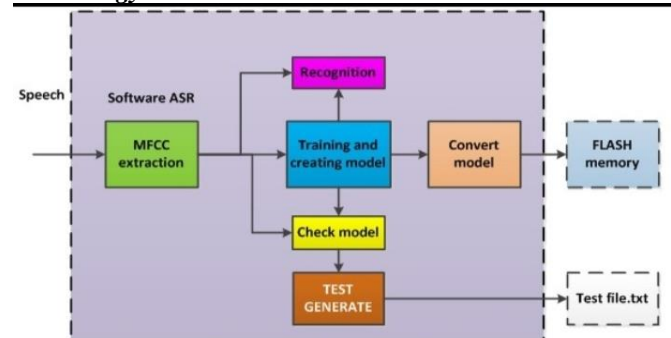 Recognition
Speech
Software ASR
MFCC
extraction
Training and
creating model
Convert
model
FLASH
memory
Check model
TEST
GENERATE
Test file.txt